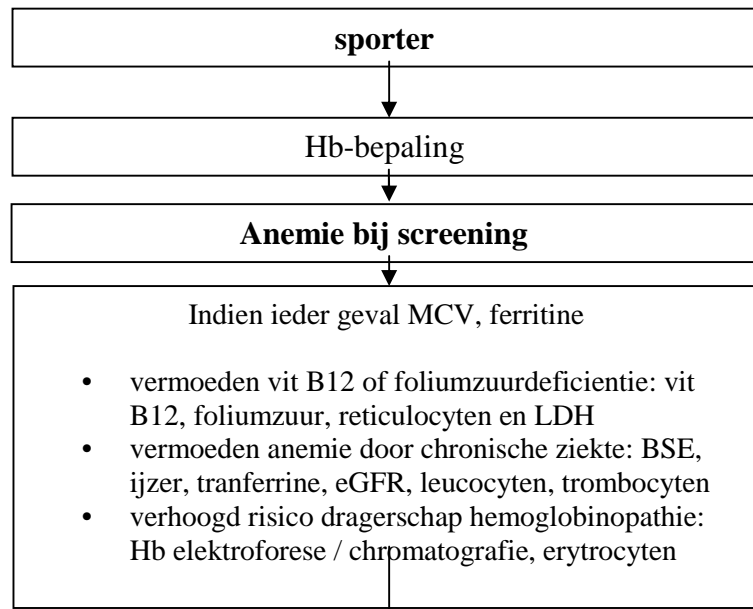 sporter
Hb-bepaling
Anemie bij screening
Indien ieder geval MCV, ferritine
• vermoeden vit B12 of foliumzuurdeficientie: vit
B12, foliumzuur, reticulocyten en LDH
• vermoeden anemie door chronische ziekte: BSE,
ijzer, tranferrine, eGFR, leucocyten, trombocyten
• verhoogd risico dragerschap hemoglobinopathie:
Hb elektroforese / chromatografie, erytrocyten